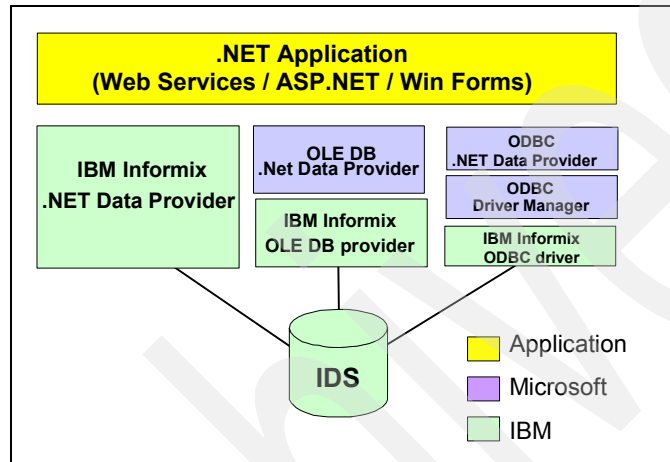 .NET Application
(Web Services / ASP.NET / Win Forms)
IBM Informix
.NET Data Provider
OLE DB
.Net Data Provider
IBM Informix
OLE DB provider
ODBC
.NET Data Provider
ODBC
Driver Manager
IBM Informix
ODBC driver
IDS
Application
Microsoft
IBM